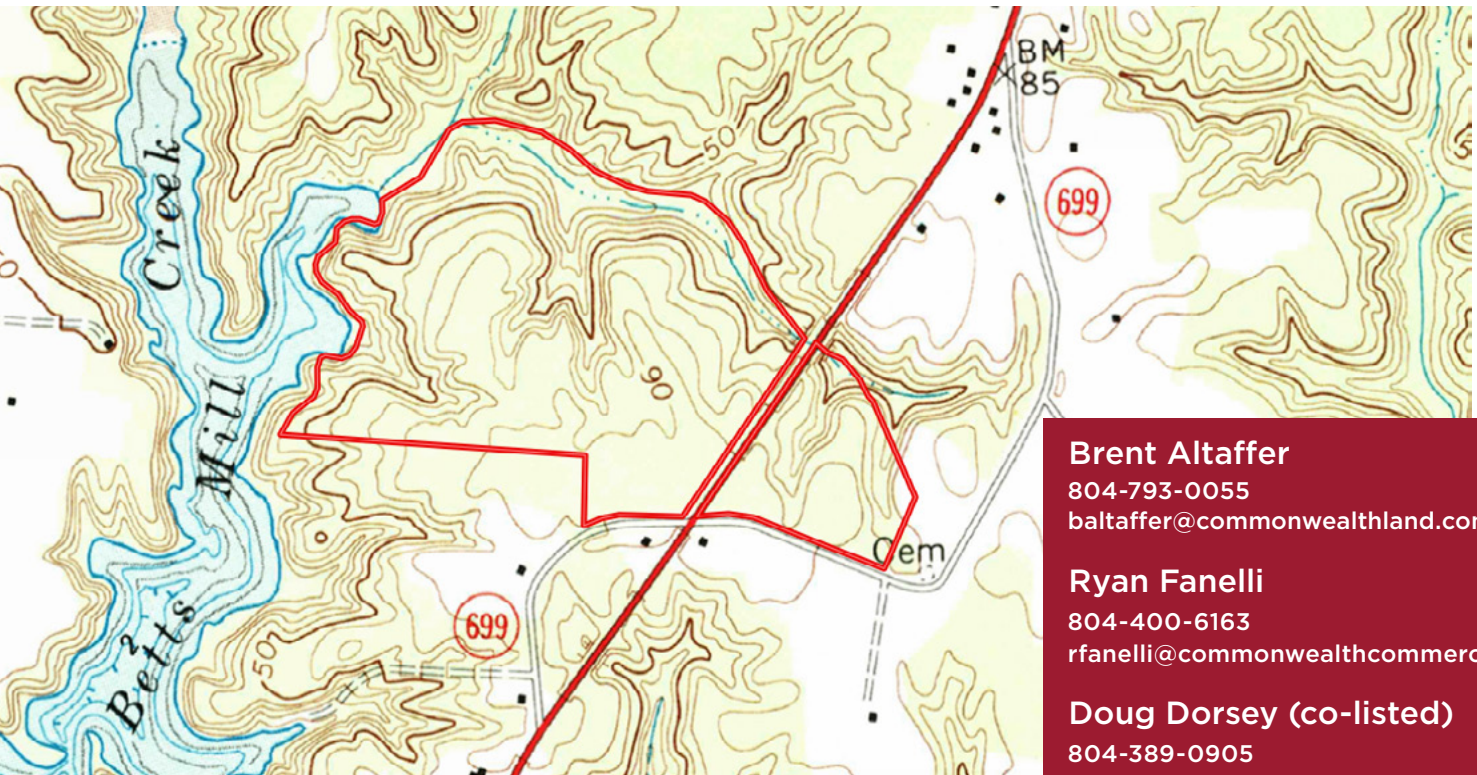 BM
85
50
699
Creek
Mill
Betts
2
90
Cem
699
50
Brent Altaffer
804-793-0055
baltaffer@commonwealthland.co
Ryan Fanelli
804-400-6163
rfanelli@commonwealthcommerc
Doug Dorsey (co-listed)
804-389-0905